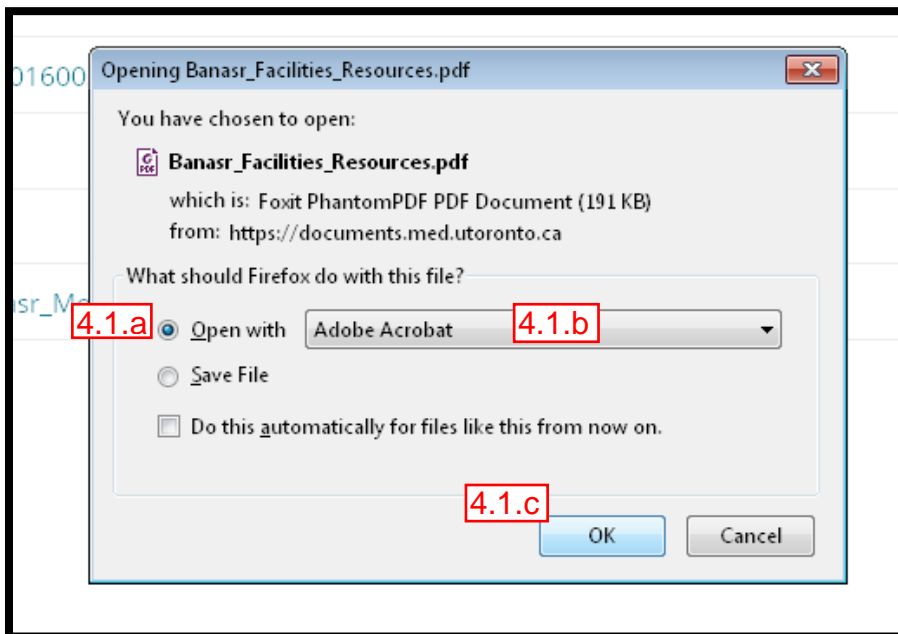 01600
Opening Banasr_Facilities_Resources.pdf
You have chosen to open:
G PDF
Banasr_Facilities_Resources.pdf
which is: Foxit PhantomPDF PDF Document (191 KB)
from: https://documents.med.utoronto.ca
What should Firefox do with this file?
asr_Me
4.1.a Open with Adobe Acrobat 4.1.b
Save File
Do this automatically for files like this from now on.
4.1.c
OK Cancel